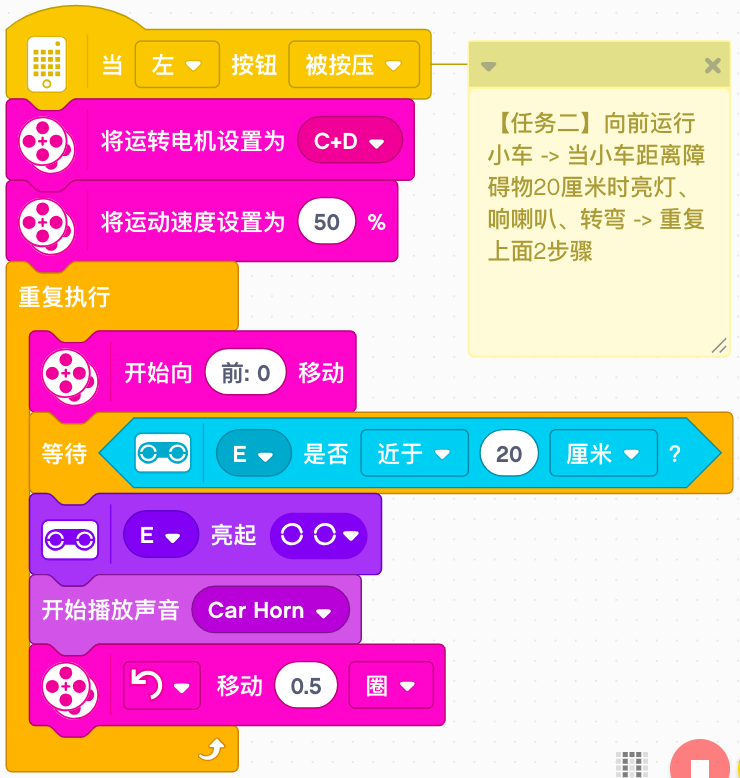 当 左 按钮 被按压
将运转电机设置为 C+D
将运动速度设置为 50 %
重复执行
开始向 前: 0 移动
等待 E 是否 近于 20 厘米 ?
E 亮起
开始播放声音 Car Horn
移动 0.5 圈
【任务二】向前运行
小车 -> 当小车距离障
碍物20厘米时亮灯、
响喇叭、转弯 -> 重复
上面2步骤